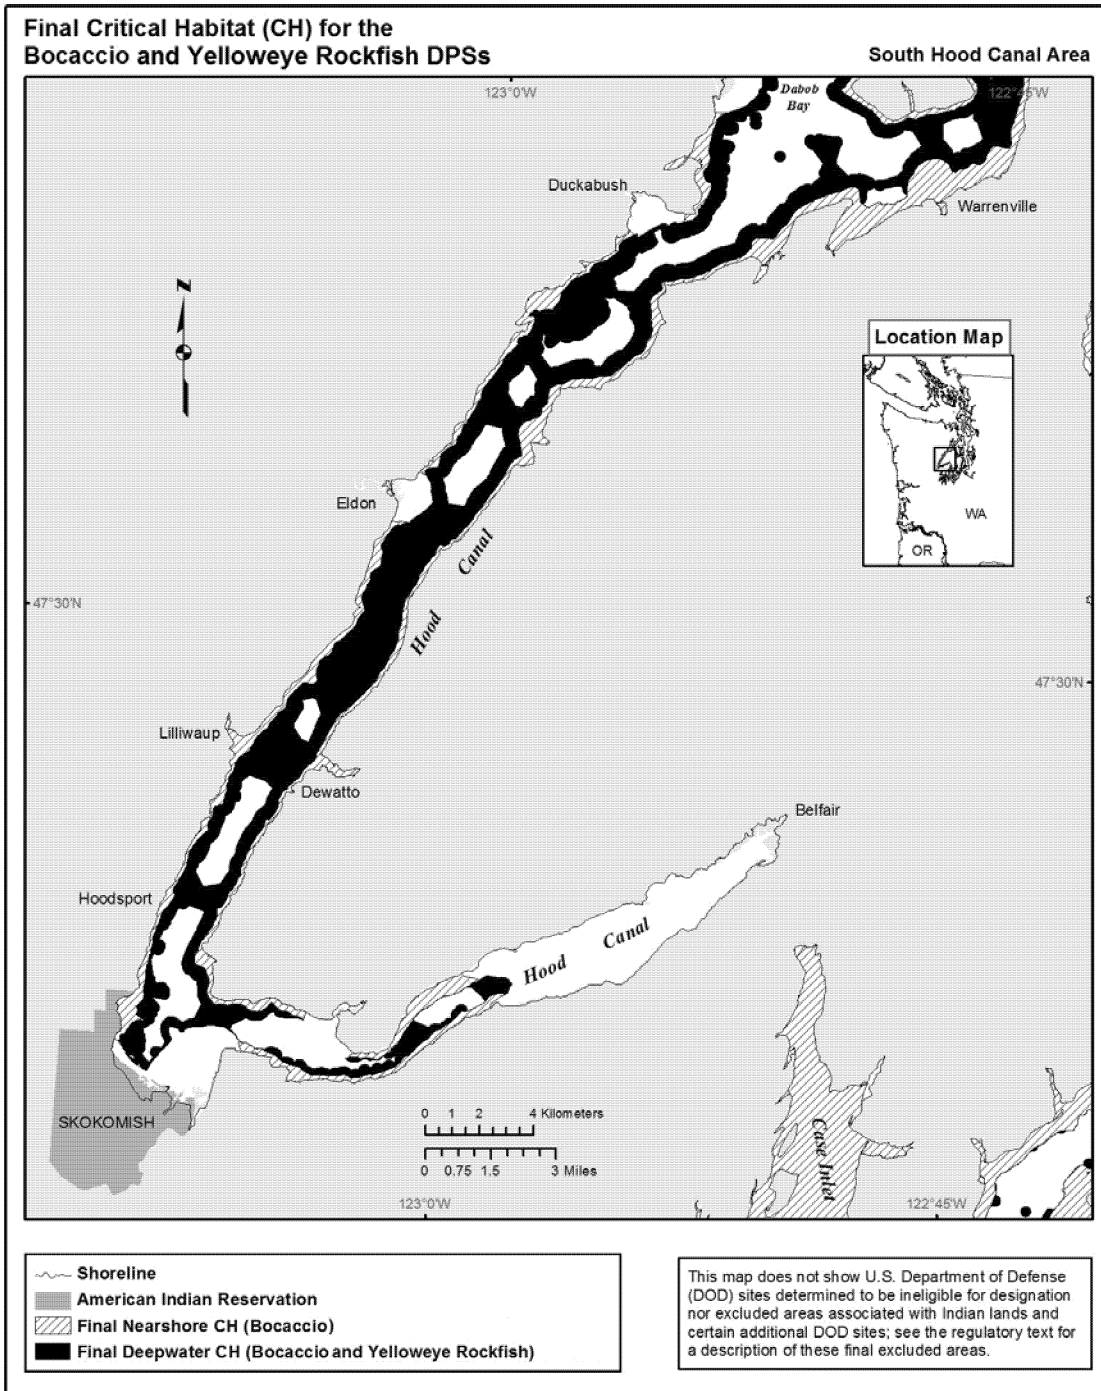 Final Critical Habitat (CH) for the
Bocaccio and Yelloweye Rockfish DPSs
South Hood Canal Area
123°0'W
122°45'W
Dabob
Bay
Duckabush
Warrenville
N
Location Map
WA
OR
Eldon
Hood Canal
47°30'N
47°30'N
Lilliwaup
Dewatto
Belfair
Hoodsport
Hood Canal
SKOKOMISH
0 1 2 4 Kilometers
0 0.75 1.5 3 Miles
Case Inlet
123°0'W
122°45'W
Shoreline
American Indian Reservation
Final Nearshore CH (Bocaccio)
Final Deepwater CH (Bocaccio and Yelloweye Rockfish)
This map does not show U.S. Department of Defense
(DOD) sites determined to be ineligible for designation
nor excluded areas associated with Indian lands and
certain additional DOD sites; see the regulatory text for
a description of these final excluded areas.